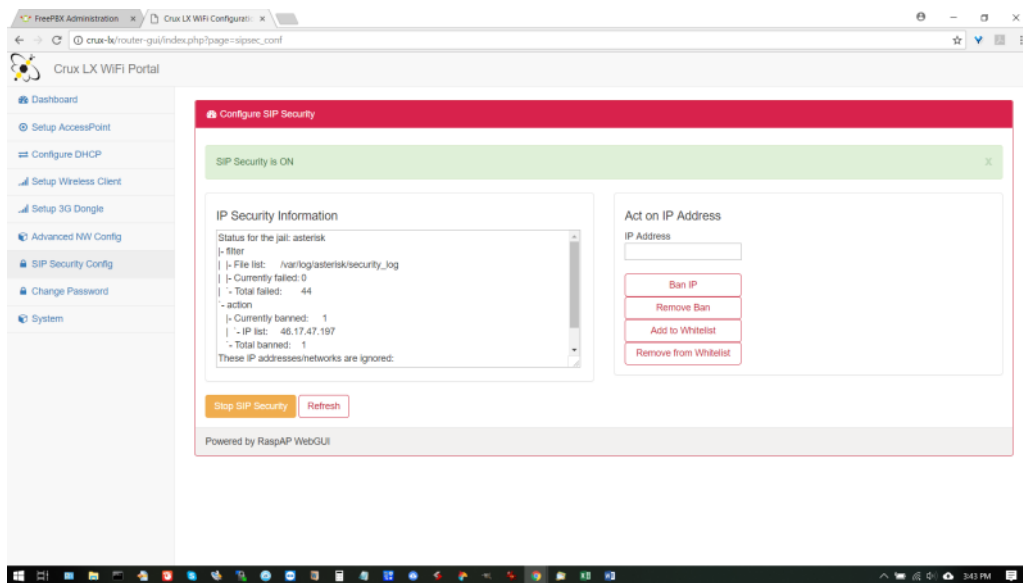 FreePBX Administration
Crux LX WiFi Configuratio
crux-lx/router-gui/index.php?page=sipsec_conf
Crux LX WiFi Portal
Dashboard
Setup AccessPoint
Configure DHCP
Setup Wireless Client
Setup 3G Dongle
Advanced NW Config
SIP Security Config
Change Password
System
Configure SIP Security
SIP Security is ON
X
IP Security Information
Status for the jail: asterisk
|- filter
| |- File list: /var/log/asterisk/security_log
| |- Currently failed: 0
| `- Total failed: 44
`- action
|- Currently banned: 1
| `- IP list: 46.17.47.197
`- Total banned: 1
These IP addresses/networks are ignored:
Act on IP Address
IP Address
Ban IP
Remove Ban
Add to Whitelist
Remove from Whitelist
Stop SIP Security
Refresh
Powered by RaspAP WebGUI
3:43 PM